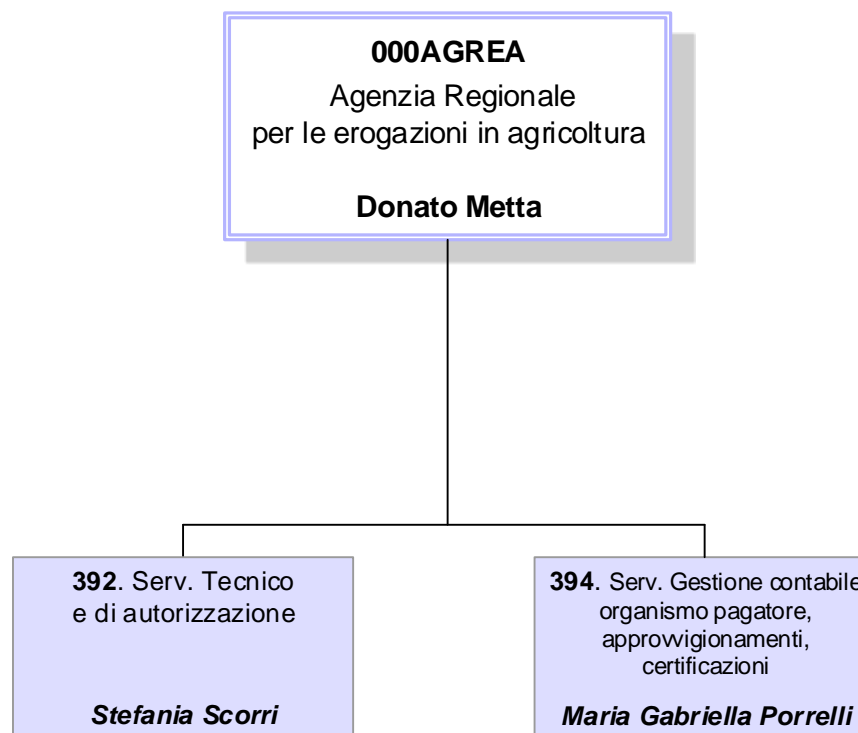 000AGREA
Agenzia Regionale
per le erogazioni in agricoltura
Donato Metta
392. Serv. Tecnico
e di autorizzazione
Stefania Scorri
394. Serv. Gestione contabile
organismo pagatore,
approvvigionamenti,
certificazioni
Maria Gabriella Porrelli